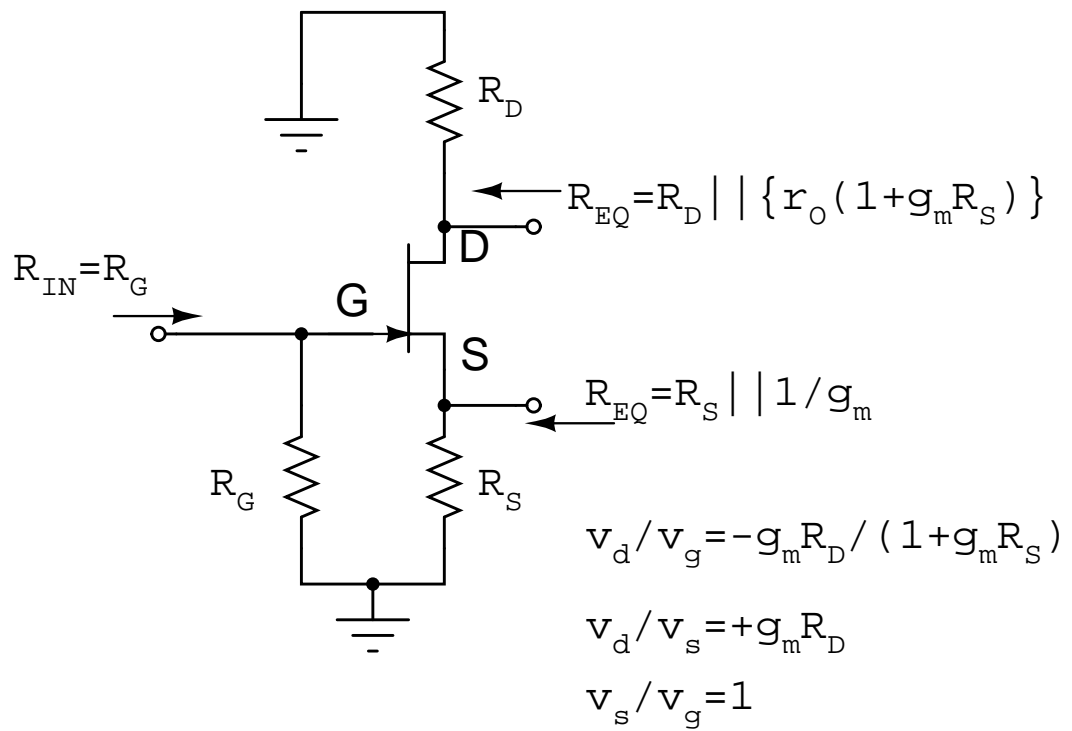 R_D
R_EQ=R_D||{r_O(1+g_mR_S)}
D
R_IN=R_G
G
S
R_EQ=R_S||1/g_m
R_G
R_S
v_d/v_g=-g_mR_D/(1+g_mR_S)
v_d/v_s=+g_mR_D
v_s/v_g=1